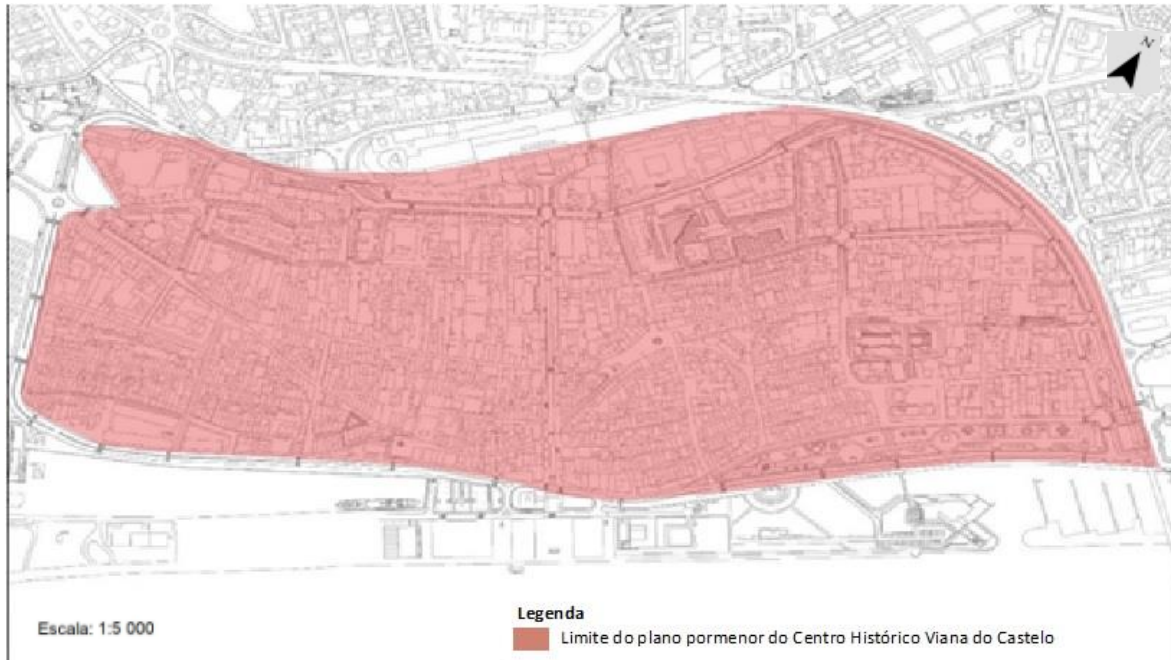 N
Escala: 1:5 000
Legenda
Limite do plano pormenor do Centro Histórico Viana do Castelo